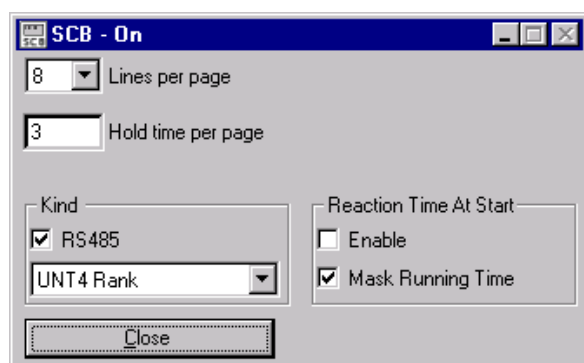 SCB
SCB - On
8 Lines per page
3 Hold time per page
Kind
RS485
UNT4 Rank
Reaction Time At Start
Enable
Mask Running Time
Close